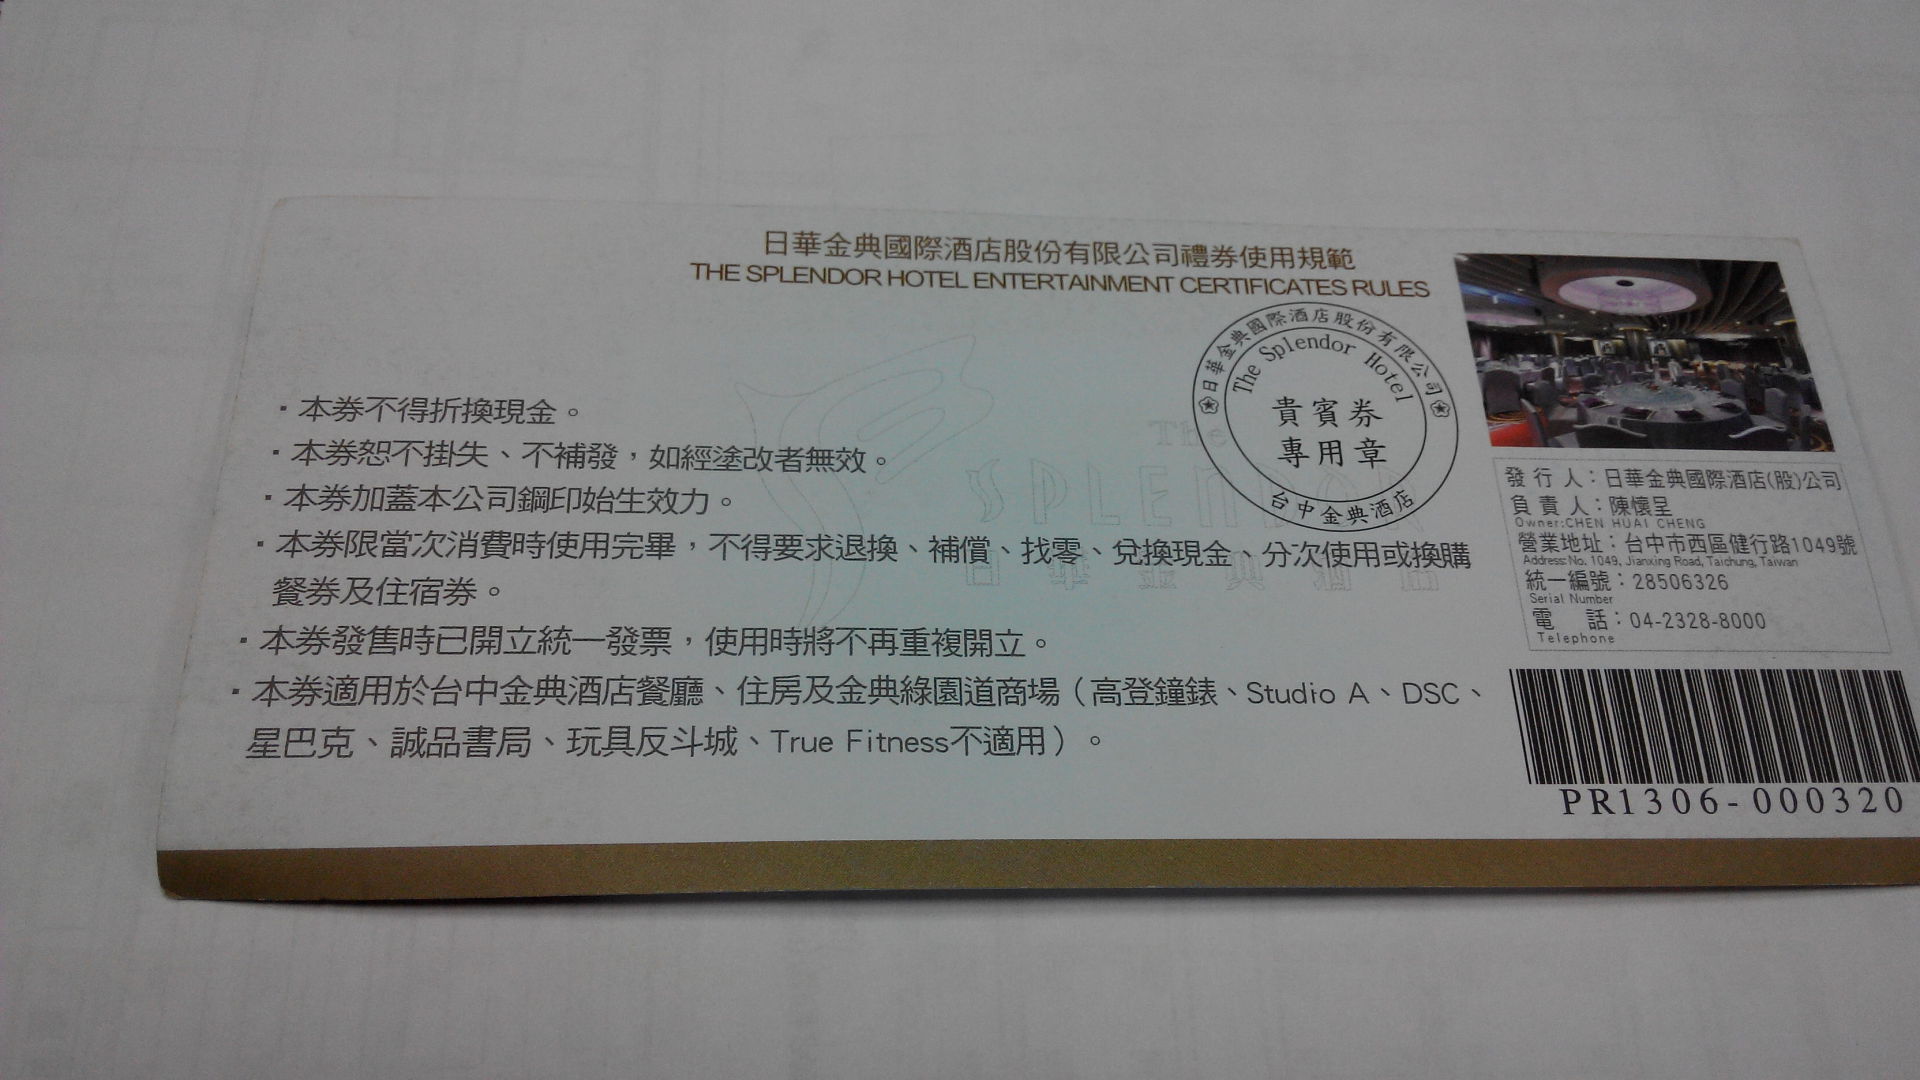 日華金典國際酒店股份有限公司禮券使用規範
THE SPLENDOR HOTEL ENTERTAINMENT CERTIFICATES RULES
日華金典國際酒店股份有限公司
The Splendor Hotel
貴賓券
專用章
台中金典酒店
‧本券不得折換現金。
‧本券恕不掛失、不補發，如經塗改者無效。
‧本券加蓋本公司鋼印始生效力。
‧本券限當次消費時使用完畢，不得要求退換、補償、找零、兌換現金、分次使用或換購
餐券及住宿券。
‧本券發售時已開立統一發票，使用時將不再重複開立。
‧本券適用於台中金典酒店餐廳、住房及金典綠園道商場（高登鐘錶、Studio A、DSC、
星巴克、誠品書局、玩具反斗城、True Fitness不適用）。
The
SPLENDOR
日華金典酒店
發行人：日華金典國際酒店(股)公司
負責人：陳懷呈
Owner:CHEN HUAI CHENG
營業地址：台中市西區健行路1049號
Address:No. 1049, Jianxing Road, Taichung, Taiwan
統一編號：28506326
Serial Number
電　話：04-2328-8000
Telephone
PR1306-000320